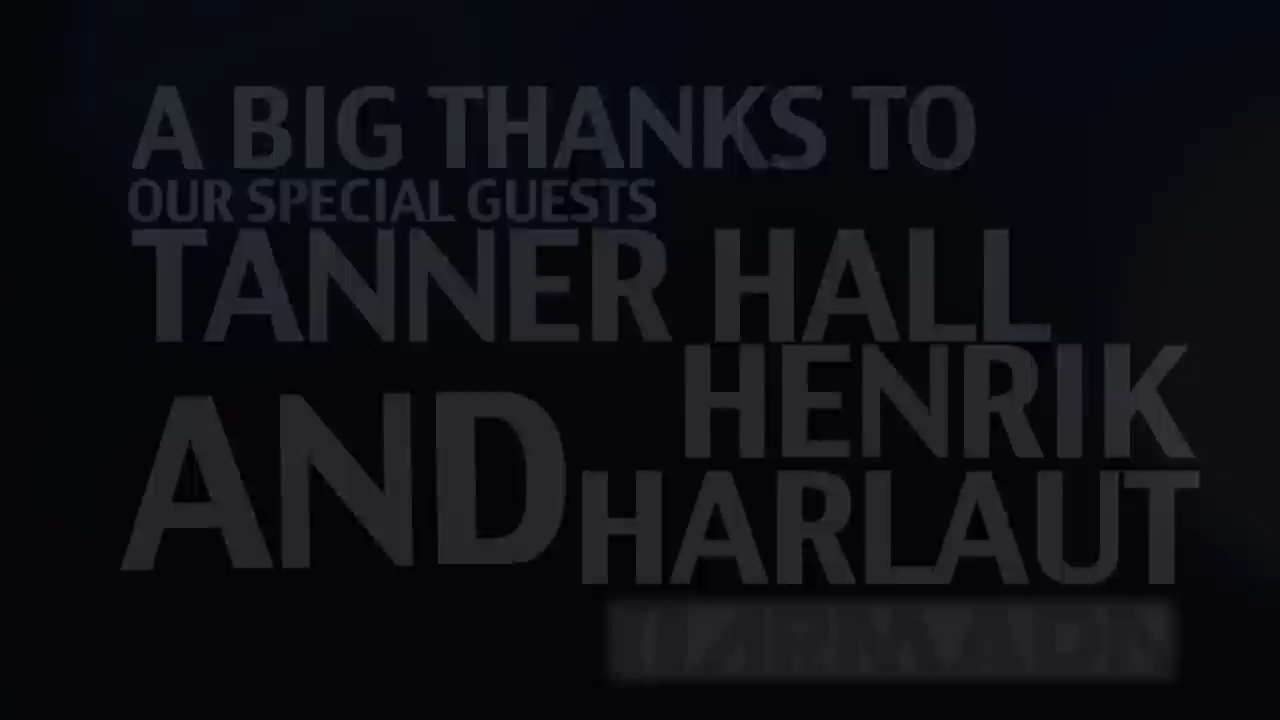 A BIG THANKS TO
OUR SPECIAL GUESTS
TANNER HALL
AND
HENRIK
HARLAUT